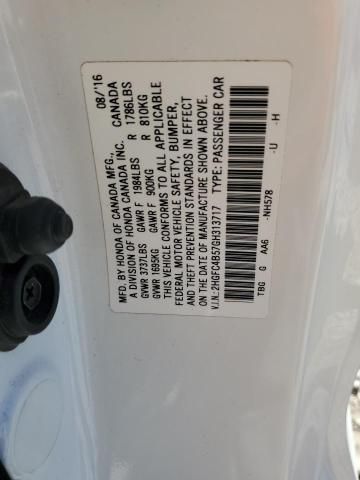 MFD. BY HONDA OF CANADA MFG., 08/'16
A DIVISION OF HONDA CANADA INC. CANADA
GVWR 3737LBS GAWR F 1984LBS R 1786LBS
GVWR 1695KG GAWR F 900KG R 810KG
THIS VEHICLE CONFORMS TO ALL APPLICABLE
FEDERAL MOTOR VEHICLE SAFETY, BUMPER,
AND THEFT PREVENTION STANDARDS IN EFFECT
ON THE DATE OF MANUFACTURE SHOWN ABOVE.
V.I.N.: 2HGFC4B57GH313717 TYPE: PASSENGER CAR
TBG G AA6 -NH578 -U -H